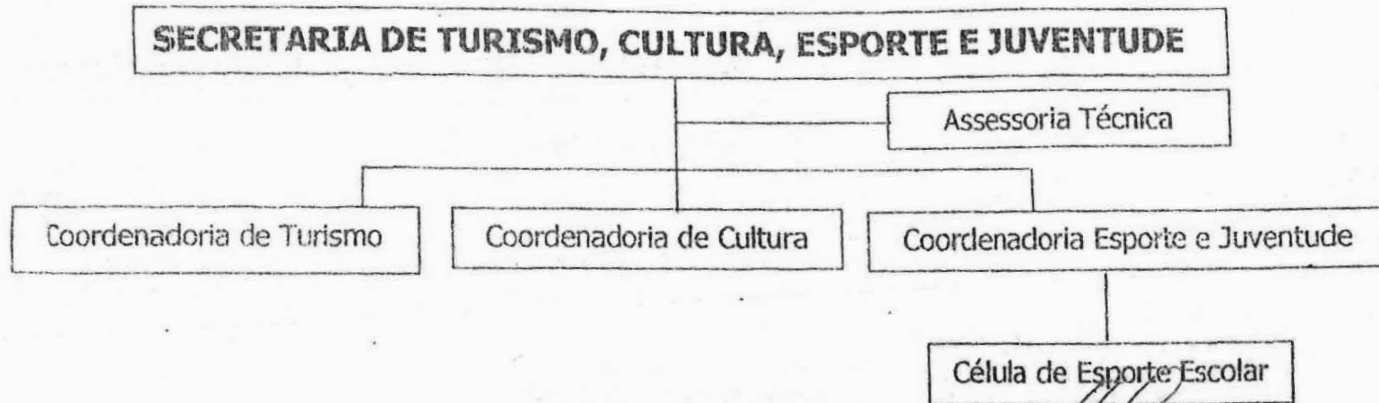 SECRETARIA DE TURISMO, CULTURA, ESPORTE E JUVENTUDE
Assessoria Técnica
Coordenadoria de Turismo
Coordenadoria de Cultura
Coordenadoria Esporte e Juventude
Célula de Esporte Escolar